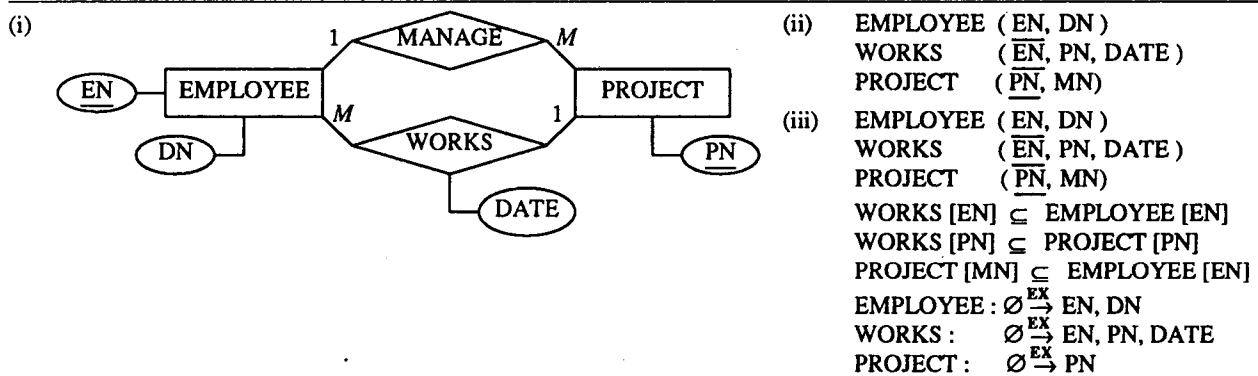 (i)
1 MANAGE M
EN EMPLOYEE PROJECT
M 1
DN WORKS PN
DATE
(ii) EMPLOYEE ( EN, DN )
WORKS ( EN, PN, DATE )
PROJECT ( PN, MN)
(iii) EMPLOYEE ( EN, DN )
WORKS ( EN, PN, DATE )
PROJECT ( PN, MN)
WORKS [EN] ⊆ EMPLOYEE [EN]
WORKS [PN] ⊆ PROJECT [PN]
PROJECT [MN] ⊆ EMPLOYEE [EN]
EMPLOYEE : ∅ EX→ EN, DN
WORKS : ∅ EX→ EN, PN, DATE
PROJECT : ∅ EX→ PN